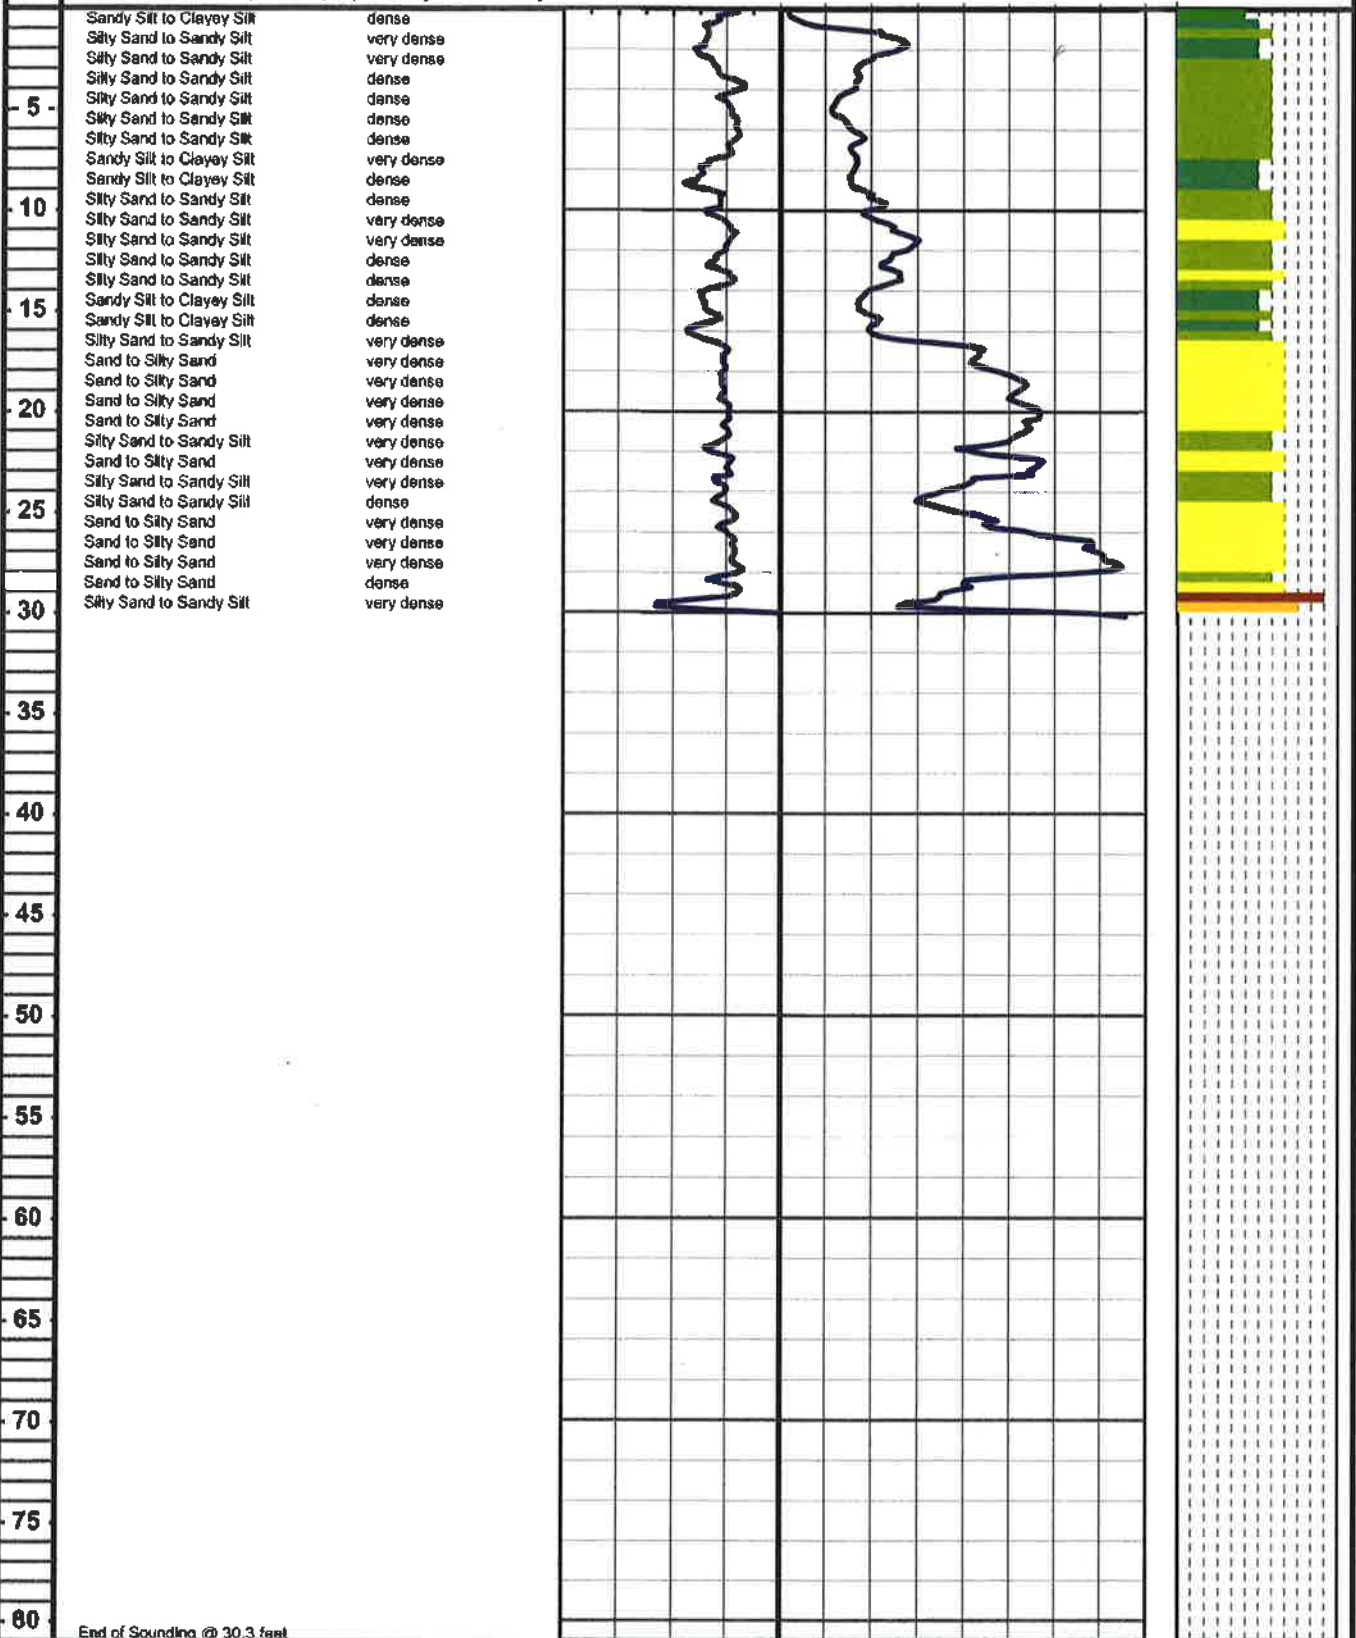 Sandy Silt to Clayey Silt dense
Silty Sand to Sandy Silt very dense
Silty Sand to Sandy Silt very dense
Silty Sand to Sandy Silt dense
Silty Sand to Sandy Silt dense
- 5 -
Silty Sand to Sandy Silt dense
Silty Sand to Sandy Silt dense
Sandy Silt to Clayey Silt very dense
Sandy Silt to Clayey Silt dense
Silty Sand to Sandy Silt dense
- 10 -
Silty Sand to Sandy Silt very dense
Silty Sand to Sandy Silt very dense
Silty Sand to Sandy Silt dense
Silty Sand to Sandy Silt dense
Sandy Silt to Clayey Silt dense
- 15 -
Sandy Silt to Clayey Silt dense
Silty Sand to Sandy Silt very dense
Sand to Silty Sand very dense
Sand to Silty Sand very dense
Sand to Silty Sand very dense
- 20 -
Sand to Silty Sand very dense
Silty Sand to Sandy Silt very dense
Sand to Silty Sand very dense
Silty Sand to Sandy Silt very dense
Silty Sand to Sandy Silt dense
- 25 -
Sand to Silty Sand very dense
Sand to Silty Sand very dense
Sand to Silty Sand very dense
Sand to Silty Sand dense
Silty Sand to Sandy Silt very dense
- 30 -
- 35 -
- 40 -
- 45 -
- 50 -
- 55 -
- 60 -
- 65 -
- 70 -
- 75 -
- 80 -
End of Sounding @ 30.3 feet